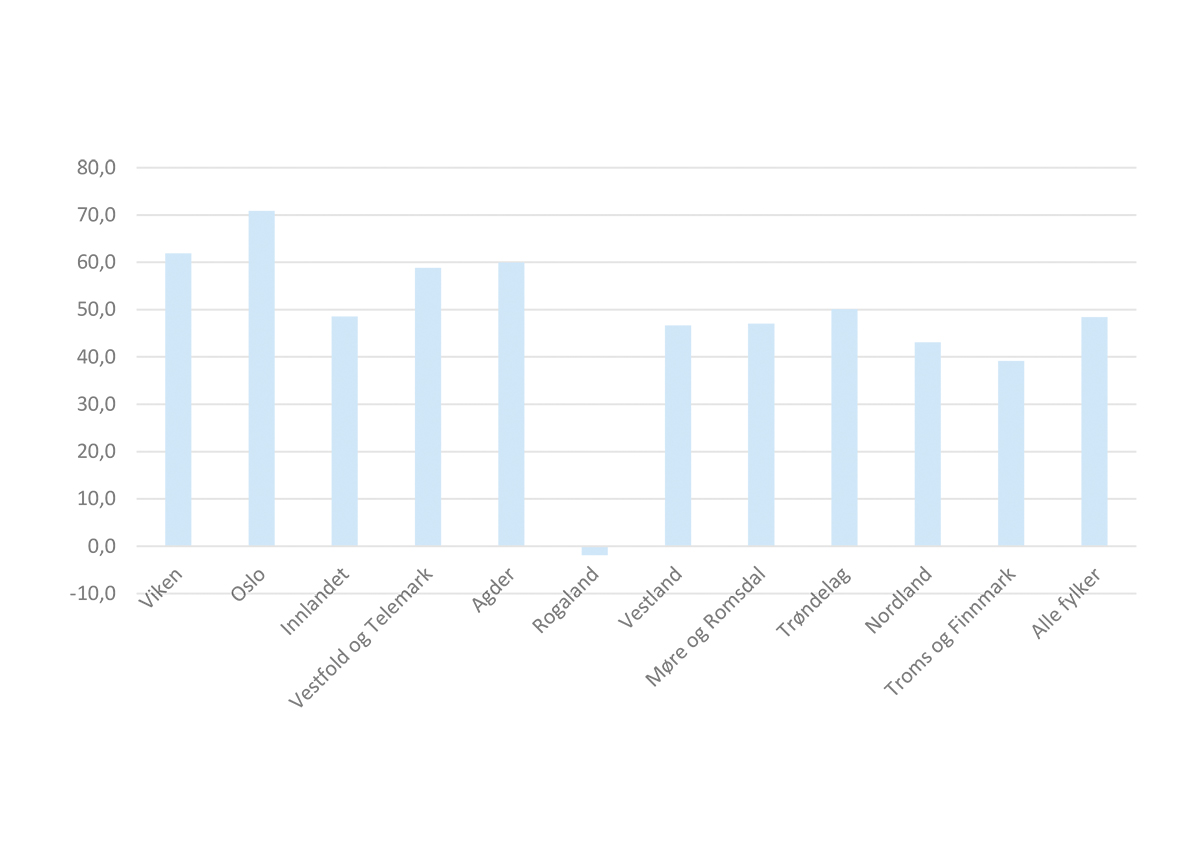 80,0
70,0
60,0
50,0
40,0
30,0
20,0
10,0
0,0
-10,0
Viken
Oslo
Innlandet
Vestfold og Telemark
Agder
Rogaland
Vestland
Møre og Romsdal
Trøndelag
Nordland
Troms og Finnmark
Alle fylker